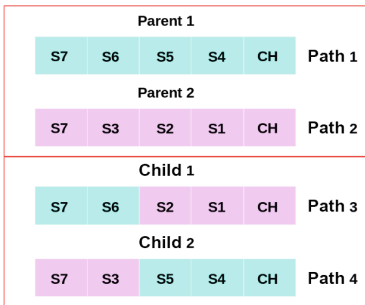 Parent 1
S7 S6 S5 S4 CH Path 1
Parent 2
S7 S3 S2 S1 CH Path 2
Child 1
S7 S6 S2 S1 CH Path 3
Child 2
S7 S3 S5 S4 CH Path 4